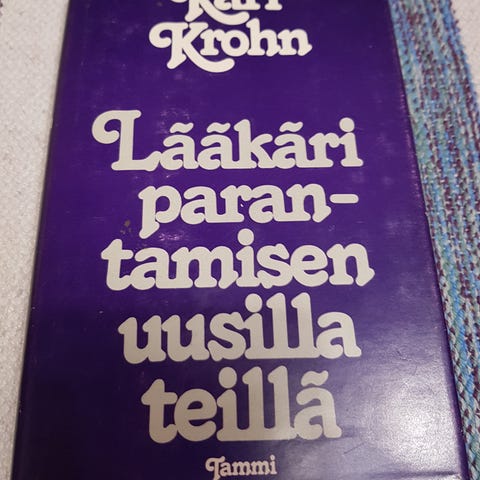 Kari
Krohn
Lääkäri
paran-
tamisen
uusilla
teillä
Tammi